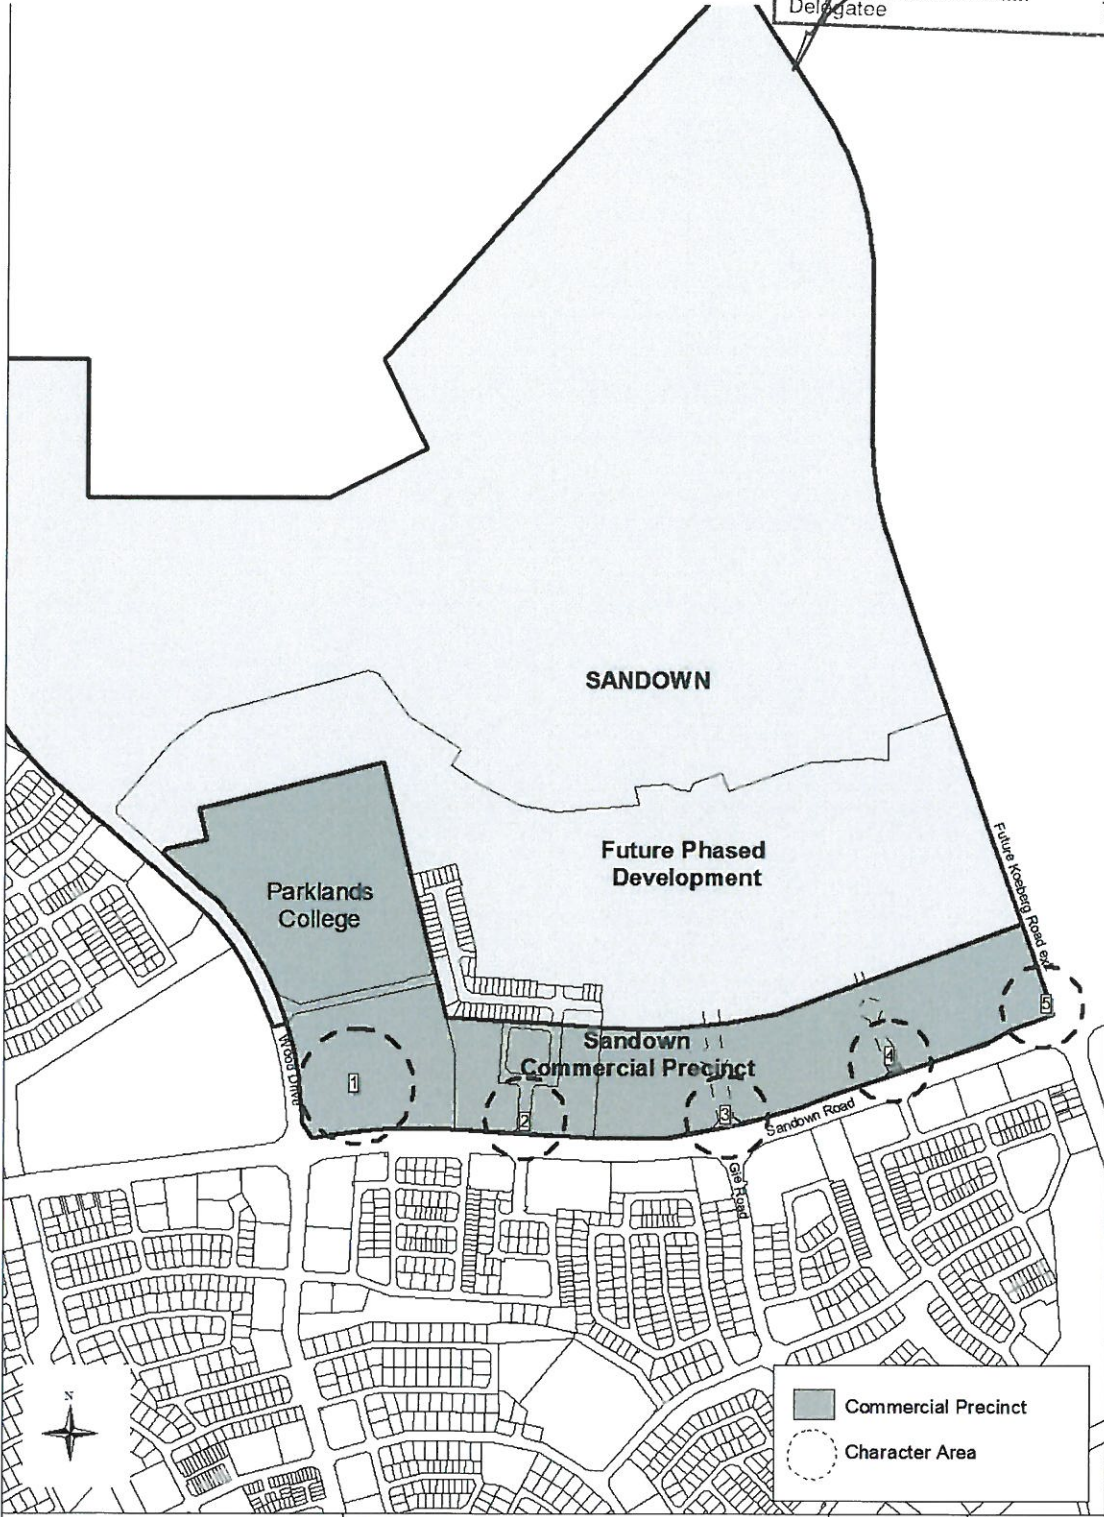 Delegatee
SANDOWN
Future Phased
Development
Parklands
College
Future Koeberg Road ext
Sandown
Commercial Precinct
Wood Drive
1
2
3
4
5
Sandown Road
Gie Road
N
Commercial Precinct
Character Area